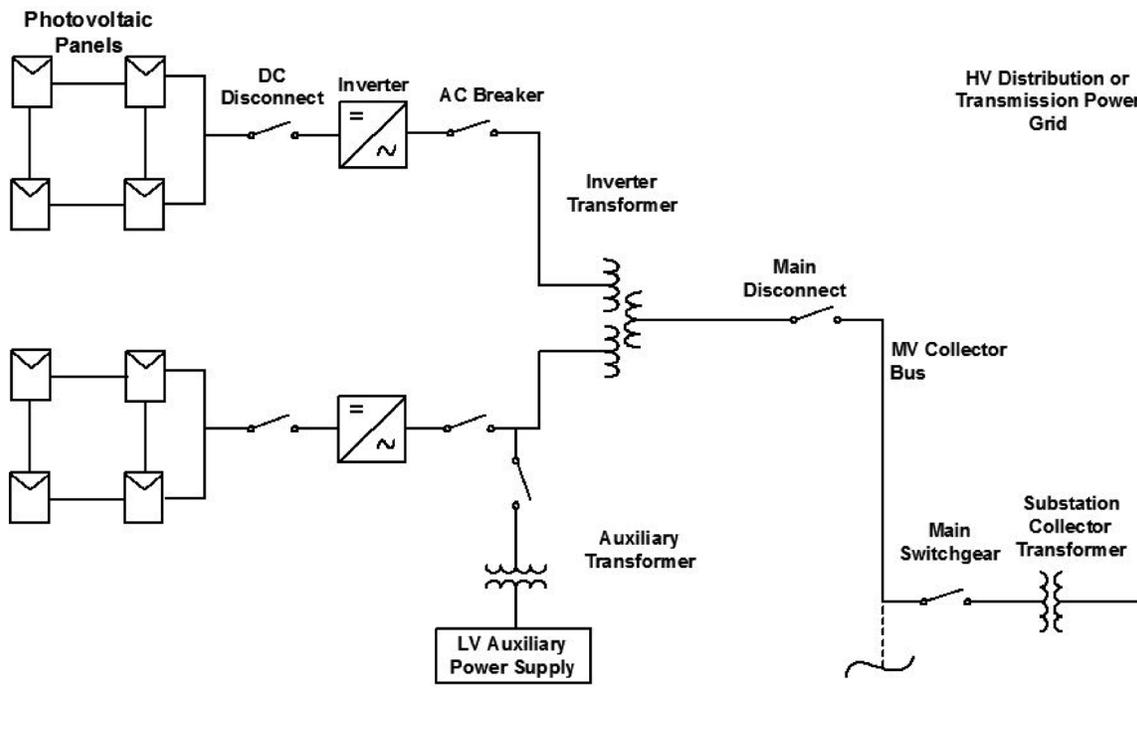 Photovoltaic
Panels
DC
Disconnect
Inverter
AC Breaker
HV Distribution or
Transmission Power
Grid
Inverter
Transformer
Main
Disconnect
MV Collector
Bus
Substation
Collector
Transformer
Main
Switchgear
Auxiliary
Transformer
LV Auxiliary
Power Supply